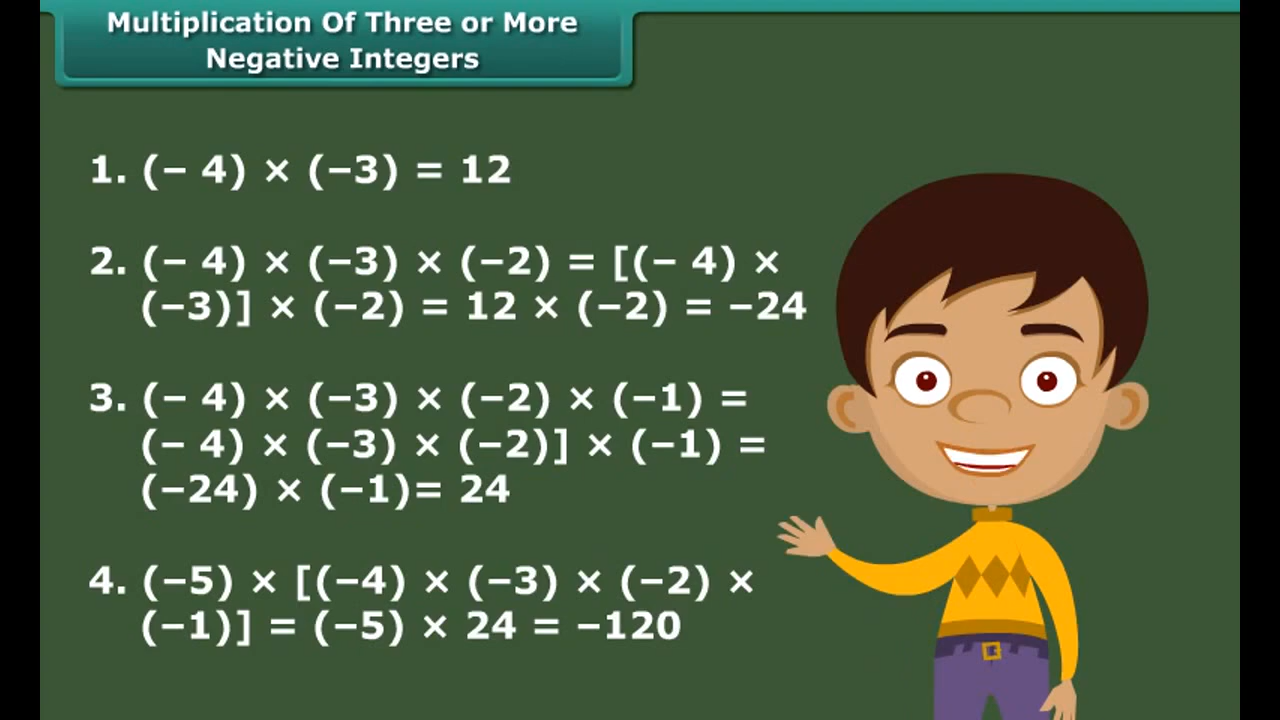 Multiplication Of Three or More
Negative Integers
1. (− 4) × (−3) = 12
2. (− 4) × (−3) × (−2) = [(− 4) ×
(−3)] × (−2) = 12 × (−2) = −24
3. (− 4) × (−3) × (−2) × (−1) =
(− 4) × (−3) × (−2)] × (−1) =
(−24) × (−1)= 24
4. (−5) × [(−4) × (−3) × (−2) ×
(−1)] = (−5) × 24 = −120